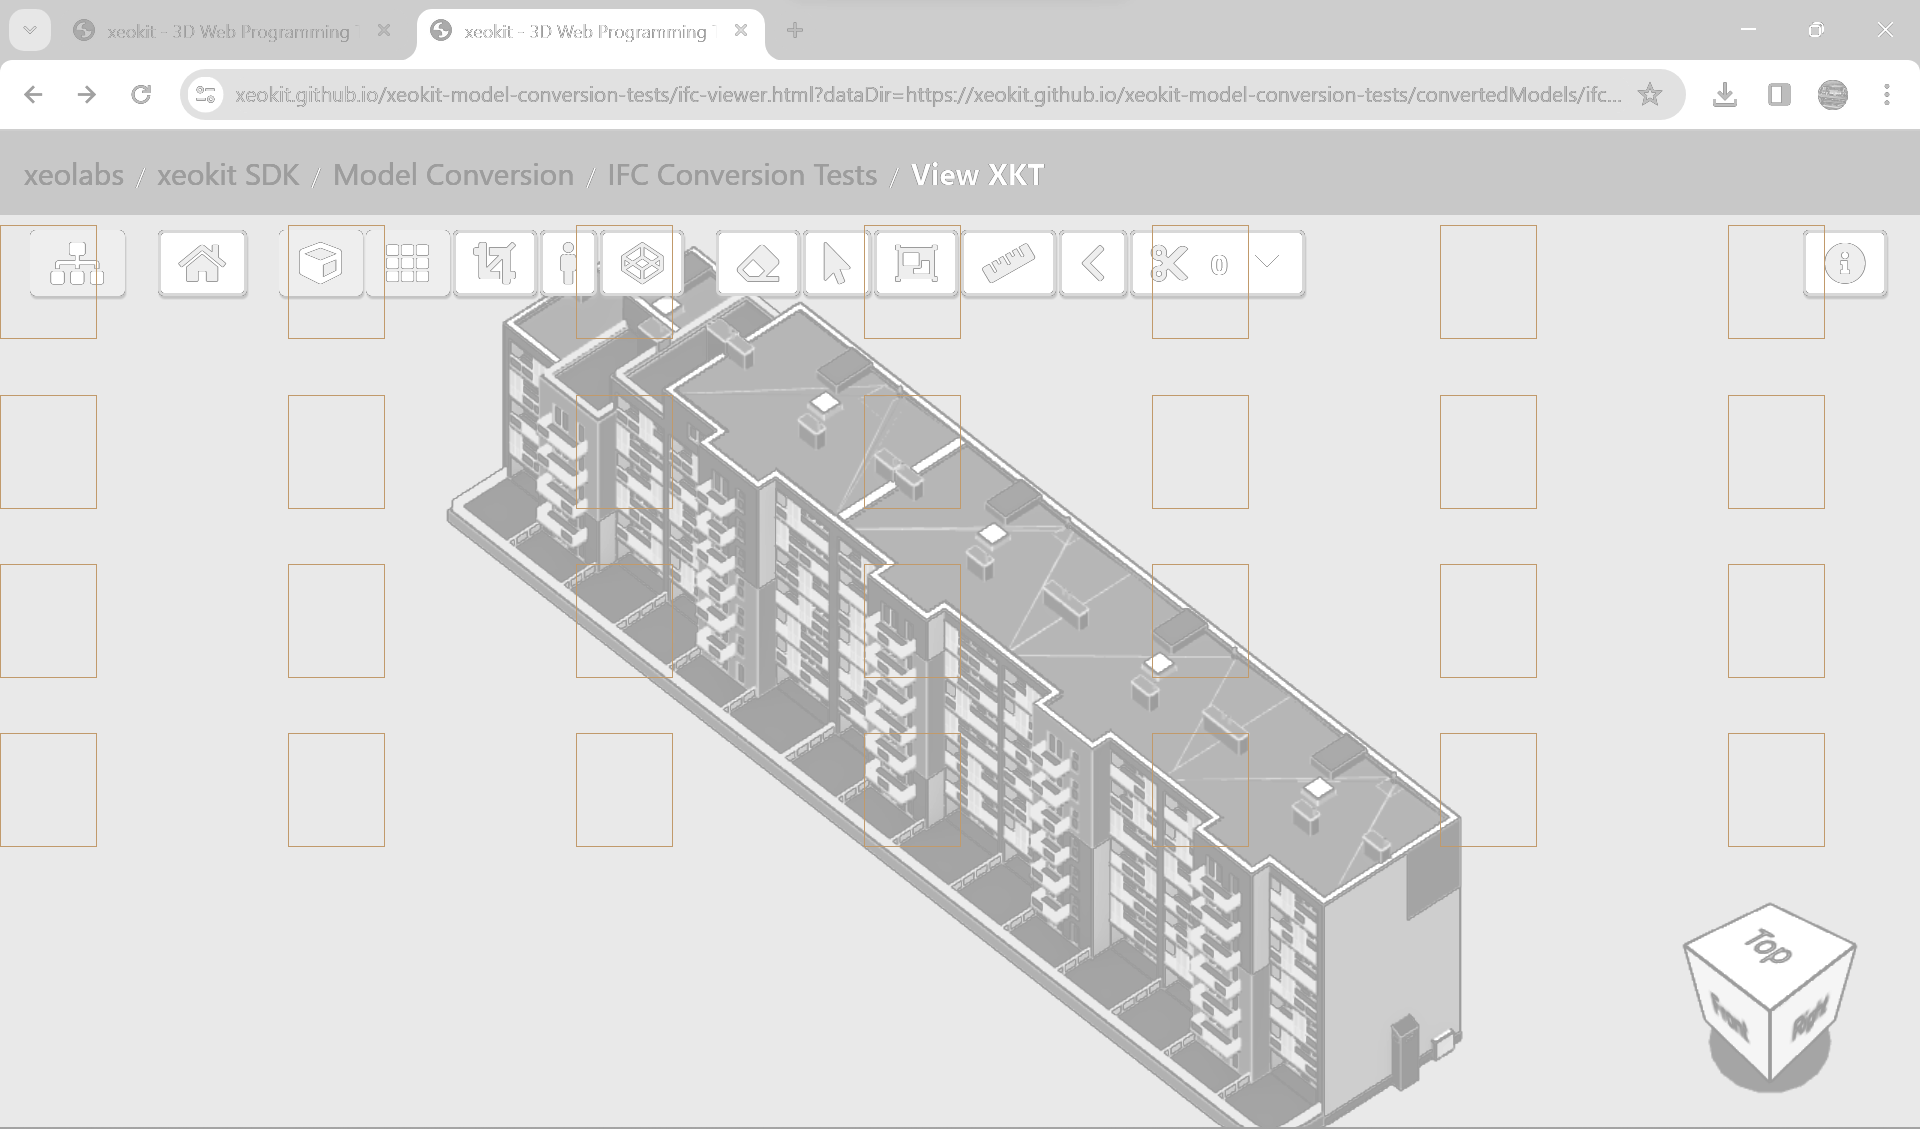 xeokit - 3D Web Programming
xeokit - 3D Web Programming
xeokit.github.io/xeokit-model-conversion-tests/ifc-viewer.html?dataDir=https://xeokit.github.io/xeokit-model-conversion-tests/convertedModels/ifc...
xeolabs / xeokit SDK / Model Conversion / IFC Conversion Tests / View XKT
0
Top
Front
Right